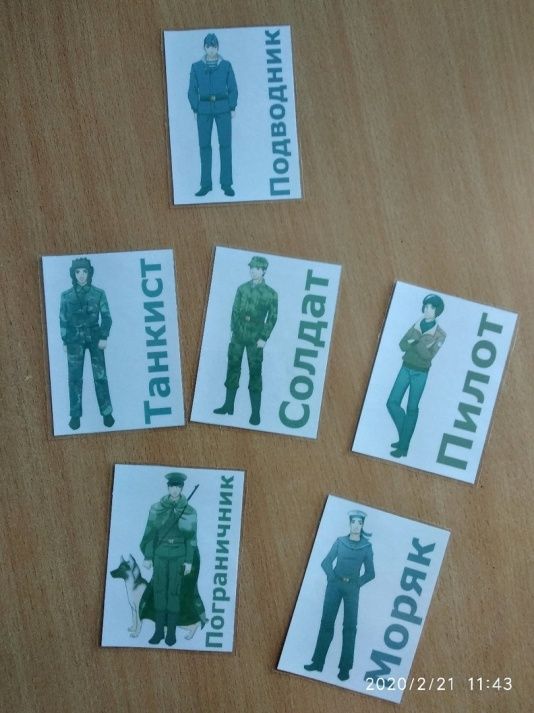 Подводник
Танкист
Солдат
Пилот
Пограничник
Моряк
2020/2/21 11:43